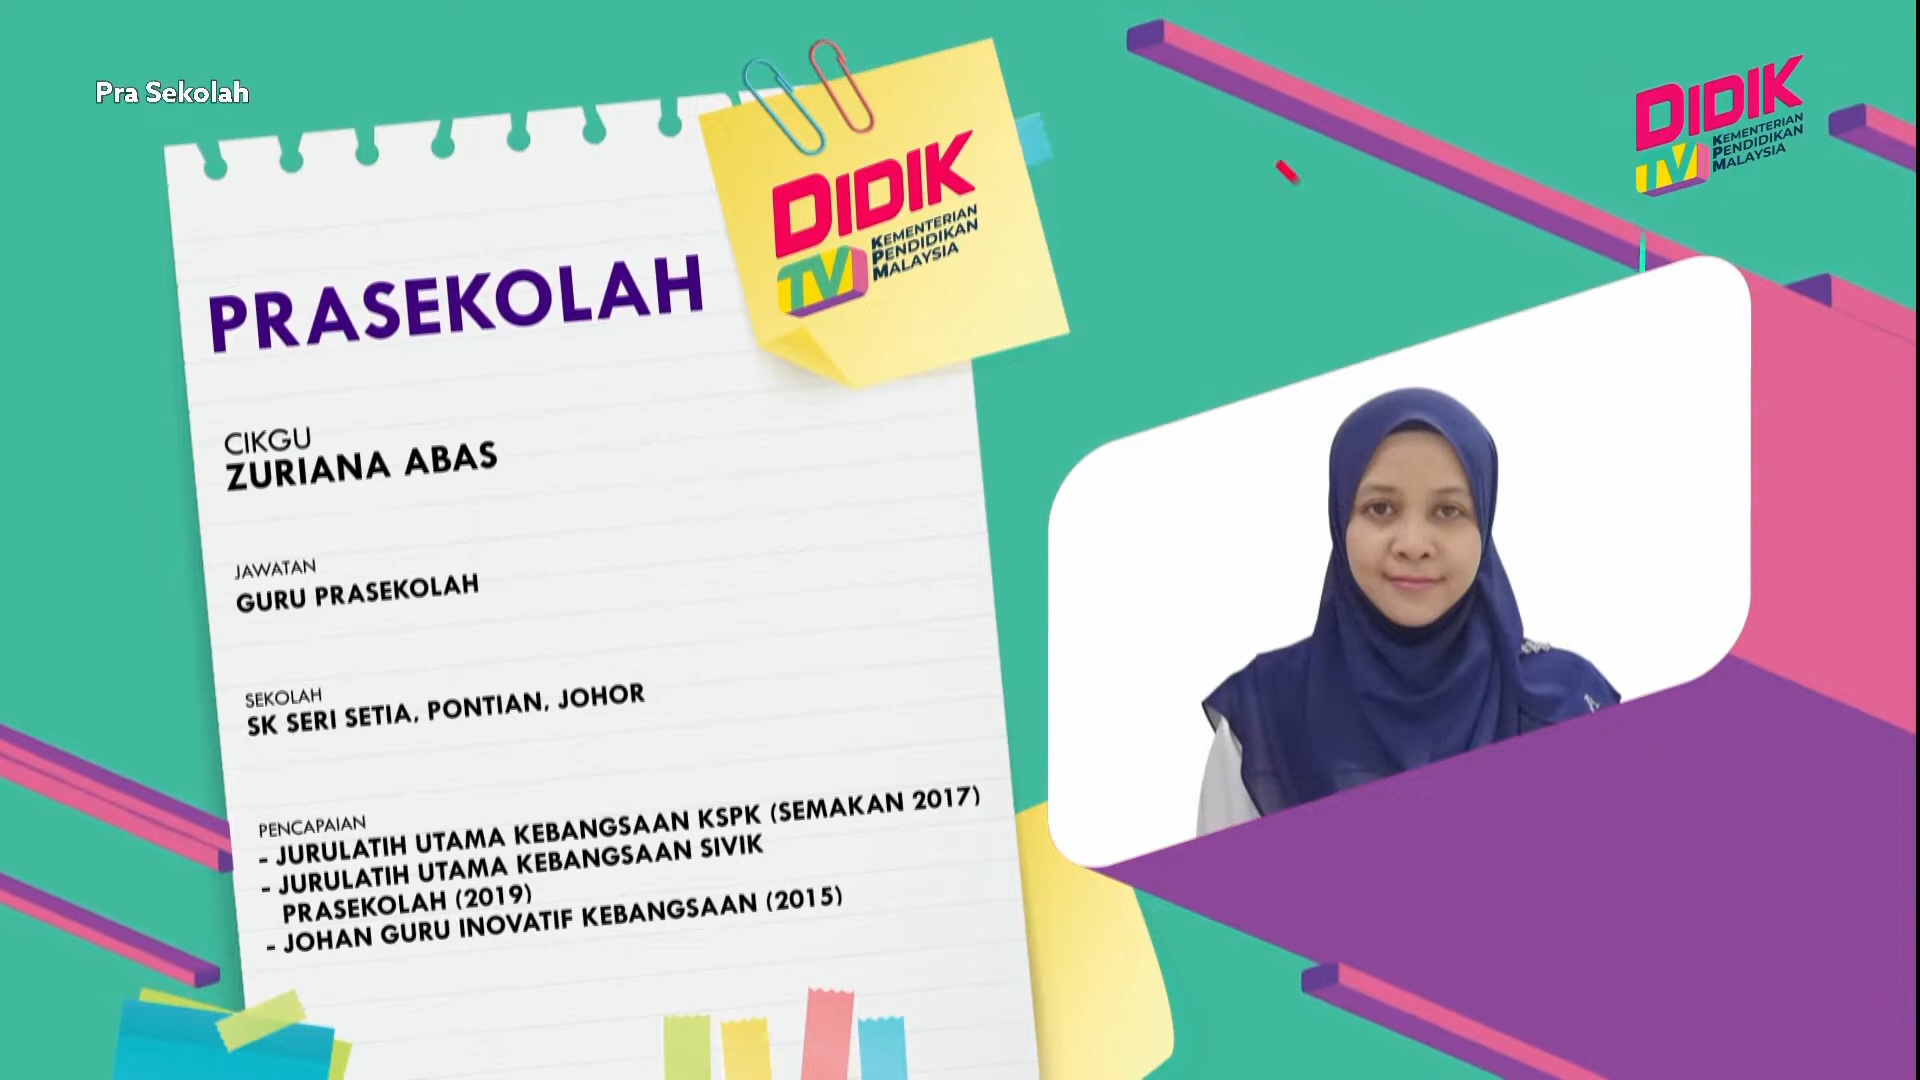 Pra Sekolah
DIDIK
TV
KEMENTERIAN
PENDIDIKAN
MALAYSIA
DIDIK
TV
KEMENTERIAN
PENDIDIKAN
MALAYSIA
PRASEKOLAH
CIKGU
ZURIANA ABAS
JAWATAN
GURU PRASEKOLAH
SEKOLAH
SK SERI SETIA, PONTIAN, JOHOR
PENCAPAIAN
- JURULATIH UTAMA KEBANGSAAN KSPK (SEMAKAN 2017)
- JURULATIH UTAMA KEBANGSAAN SIVIK
PRASEKOLAH (2019)
- JOHAN GURU INOVATIF KEBANGSAAN (2015)